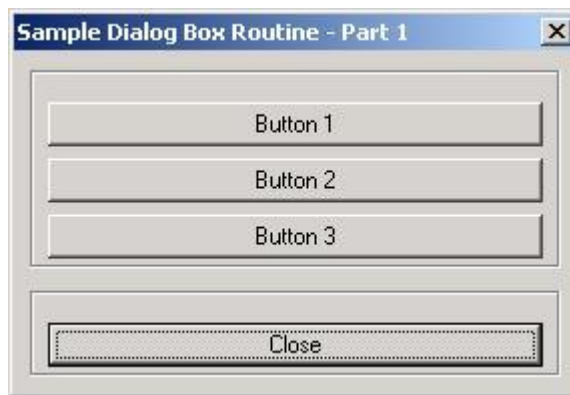 Sample Dialog Box Routine - Part 1
Button 1
Button 2
Button 3
Close